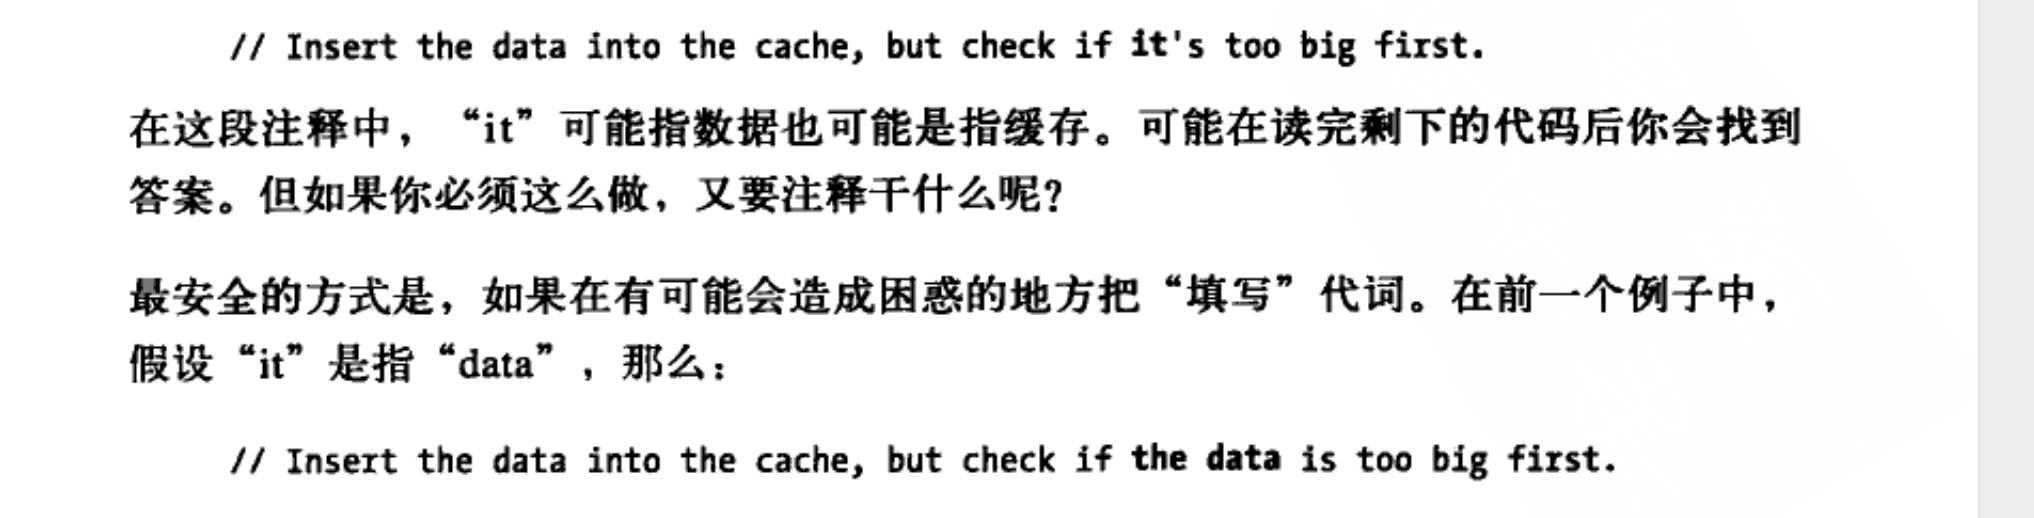 // Insert the data into the cache, but check if it's too big first.
在这段注释中，“it”可能指数据也可能是指缓存。可能在读完剩下的代码后你会找到
答案。但如果你必须这么做，又要注释干什么呢？
最安全的方式是，如果在有可能会造成困惑的地方把“填写”代词。在前一个例子中，
假设“it”是指“data”，那么：
// Insert the data into the cache, but check if the data is too big first.